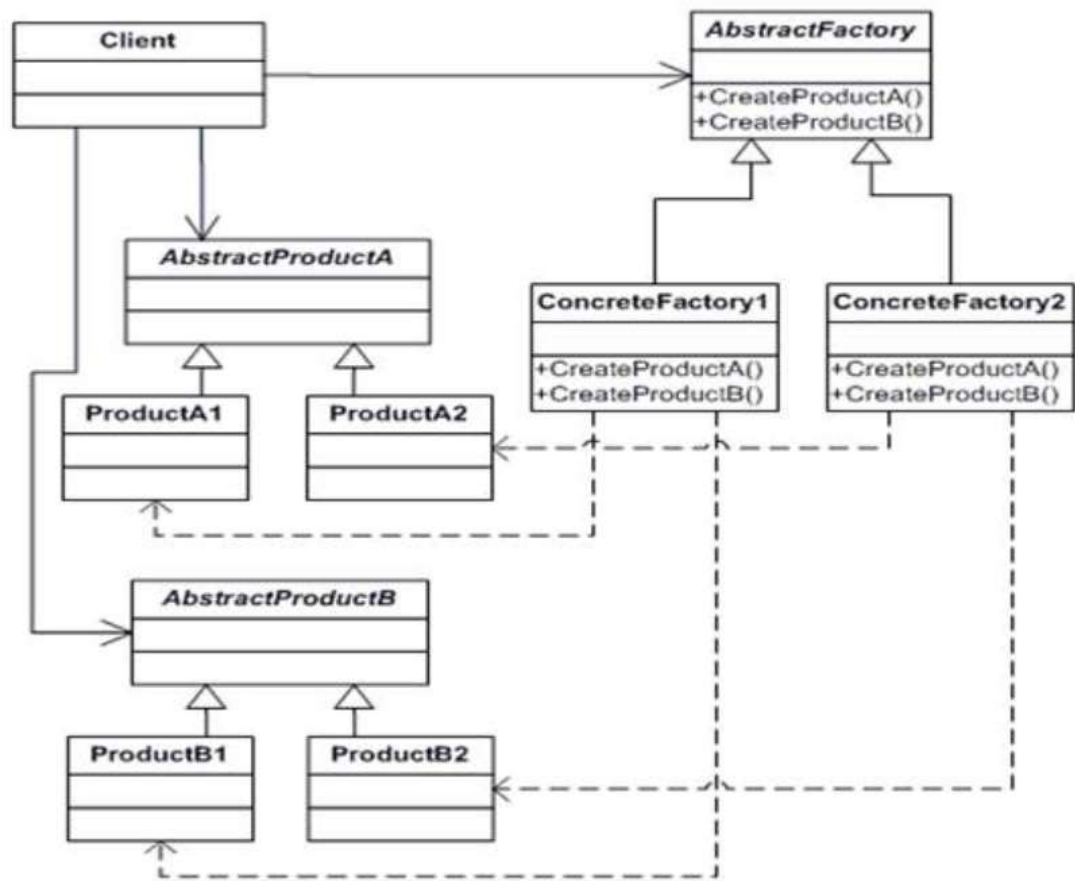 Client
AbstractFactory
+CreateProductA()
+CreateProductB()
AbstractProductA
ConcreteFactory1
+CreateProductA()
+CreateProductB()
ConcreteFactory2
+CreateProductA()
+CreateProductB()
ProductA1
ProductA2
AbstractProductB
ProductB1
ProductB2